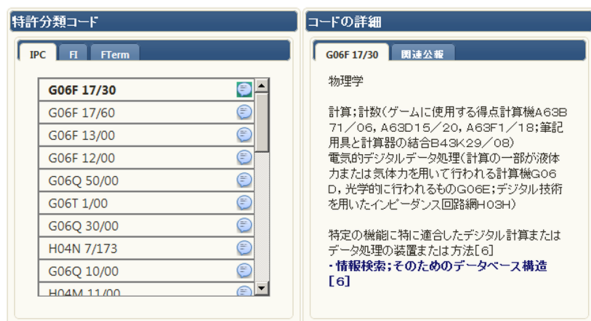 特許分類コード
IPC FI FTerm
G06F 17/30
G06F 17/60
G06F 13/00
G06F 12/00
G06Q 50/00
G06T 1/00
G06Q 30/00
H04N 7/173
G06Q 10/00
H04M 11/00
コードの詳細
G06F 17/30 関連公報
物理学
計算;計数(ゲームに使用する得点計算機A63B
71／06，A63D15／20，A63F1／18;筆記
用具と計算器の結合B43K29／08)
電気的デジタルデータ処理(計算の一部が液体
力または気体力を用いて行われる計算機G06
D，光学的に行われるものG06E;デジタル技術
を用いたインピーダンス回路網H03H)
特定の機能に特に適合したデジタル計算または
データ処理の装置または方法[6]
・情報検索;そのためのデータベース構造
[6]